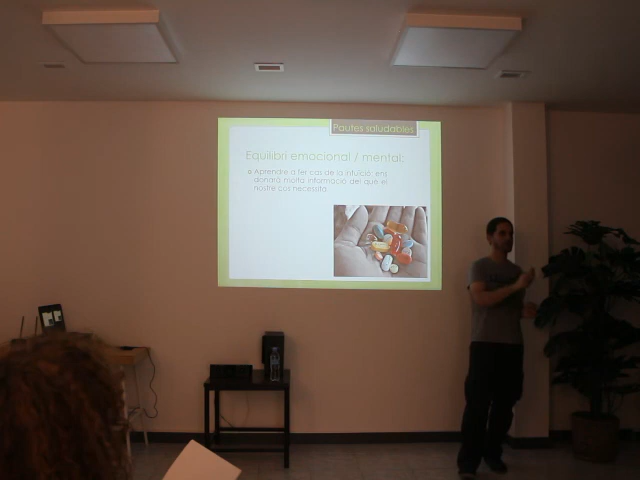 Pautes saludables
Equilibri emocional / mental:
Aprendre a fer cas de la intuïció, ens
donarà molta informació del que el
nostre cos necessita